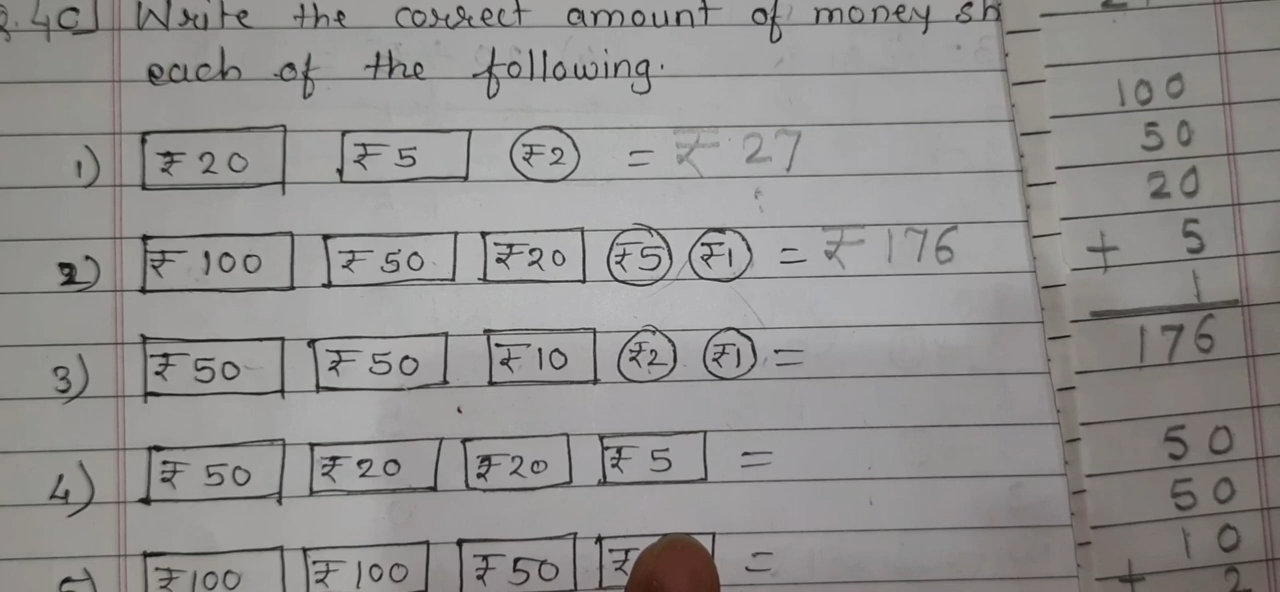 4c] Write the correct amount of money
each of the following.
1) ₹20 ₹5 ₹2 = ₹ 27
2) ₹100 ₹50 ₹20 ₹5 ₹1 = ₹ 176
3) ₹50 ₹50 ₹10 ₹2 ₹1 =
4) ₹50 ₹20 ₹20 ₹5 =
₹100 ₹100 ₹50 ₹ =
100
50
20
+ 5
1
176
50
50
10
+ 2